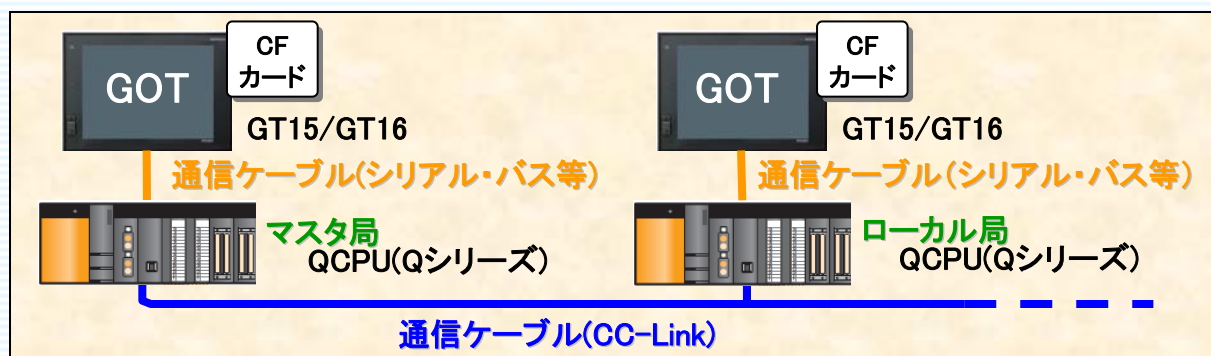 GOT
CF
カード
GT15/GT16
通信ケーブル(シリアル・バス等)
マスタ局
QCPU(Qシリーズ)
GOT
CF
カード
GT15/GT16
通信ケーブル(シリアル・バス等)
ローカル局
QCPU(Qシリーズ)
通信ケーブル(CC-Link)